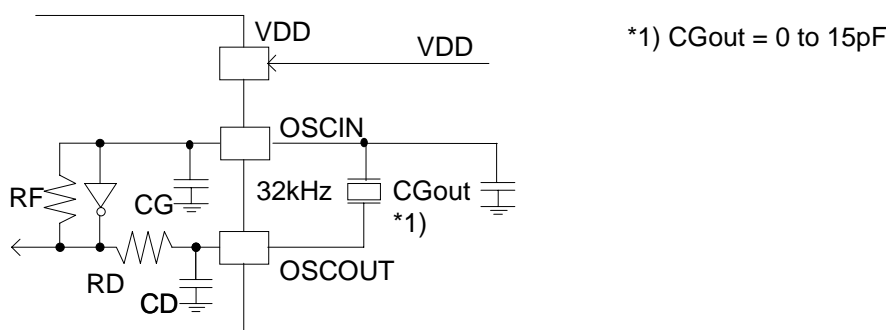 VDD
VDD
*1) CGout = 0 to 15pF
OSCIN
RF
CG
32kHz
CGout
*1)
RD
OSCOUT
CD